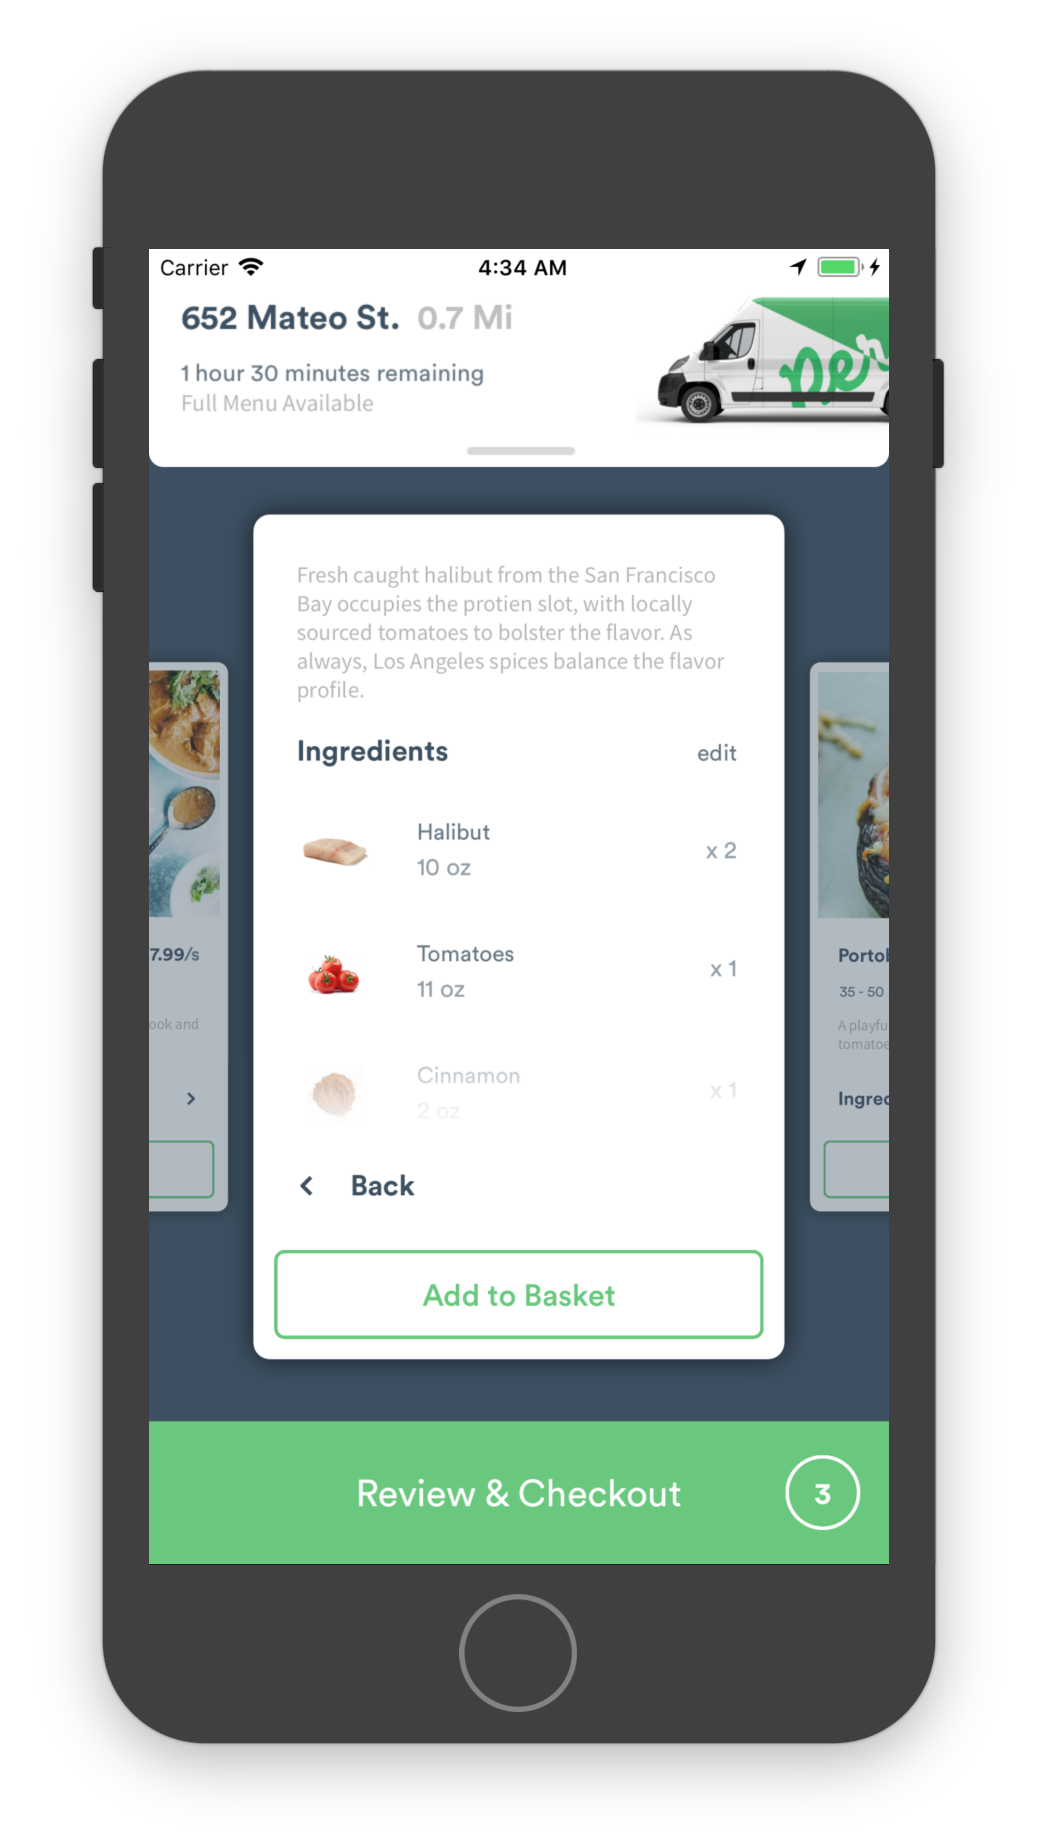 Carrier 4:34 AM
652 Mateo St. 0.7 Mi
1 hour 30 minutes remaining
Full Menu Available
per
Fresh caught halibut from the San Francisco
Bay occupies the protien slot, with locally
sourced tomatoes to bolster the flavor. As
always, Los Angeles spices balance the flavor
profile.
Ingredients edit
Halibut
10 oz
x 2
Tomatoes
11 oz
x 1
Cinnamon
2 oz
x 1
Back
Add to Basket
7.99/s
ook and
Portob
35 - 50
A playfu
tomatoe
Ingred
Review & Checkout 3